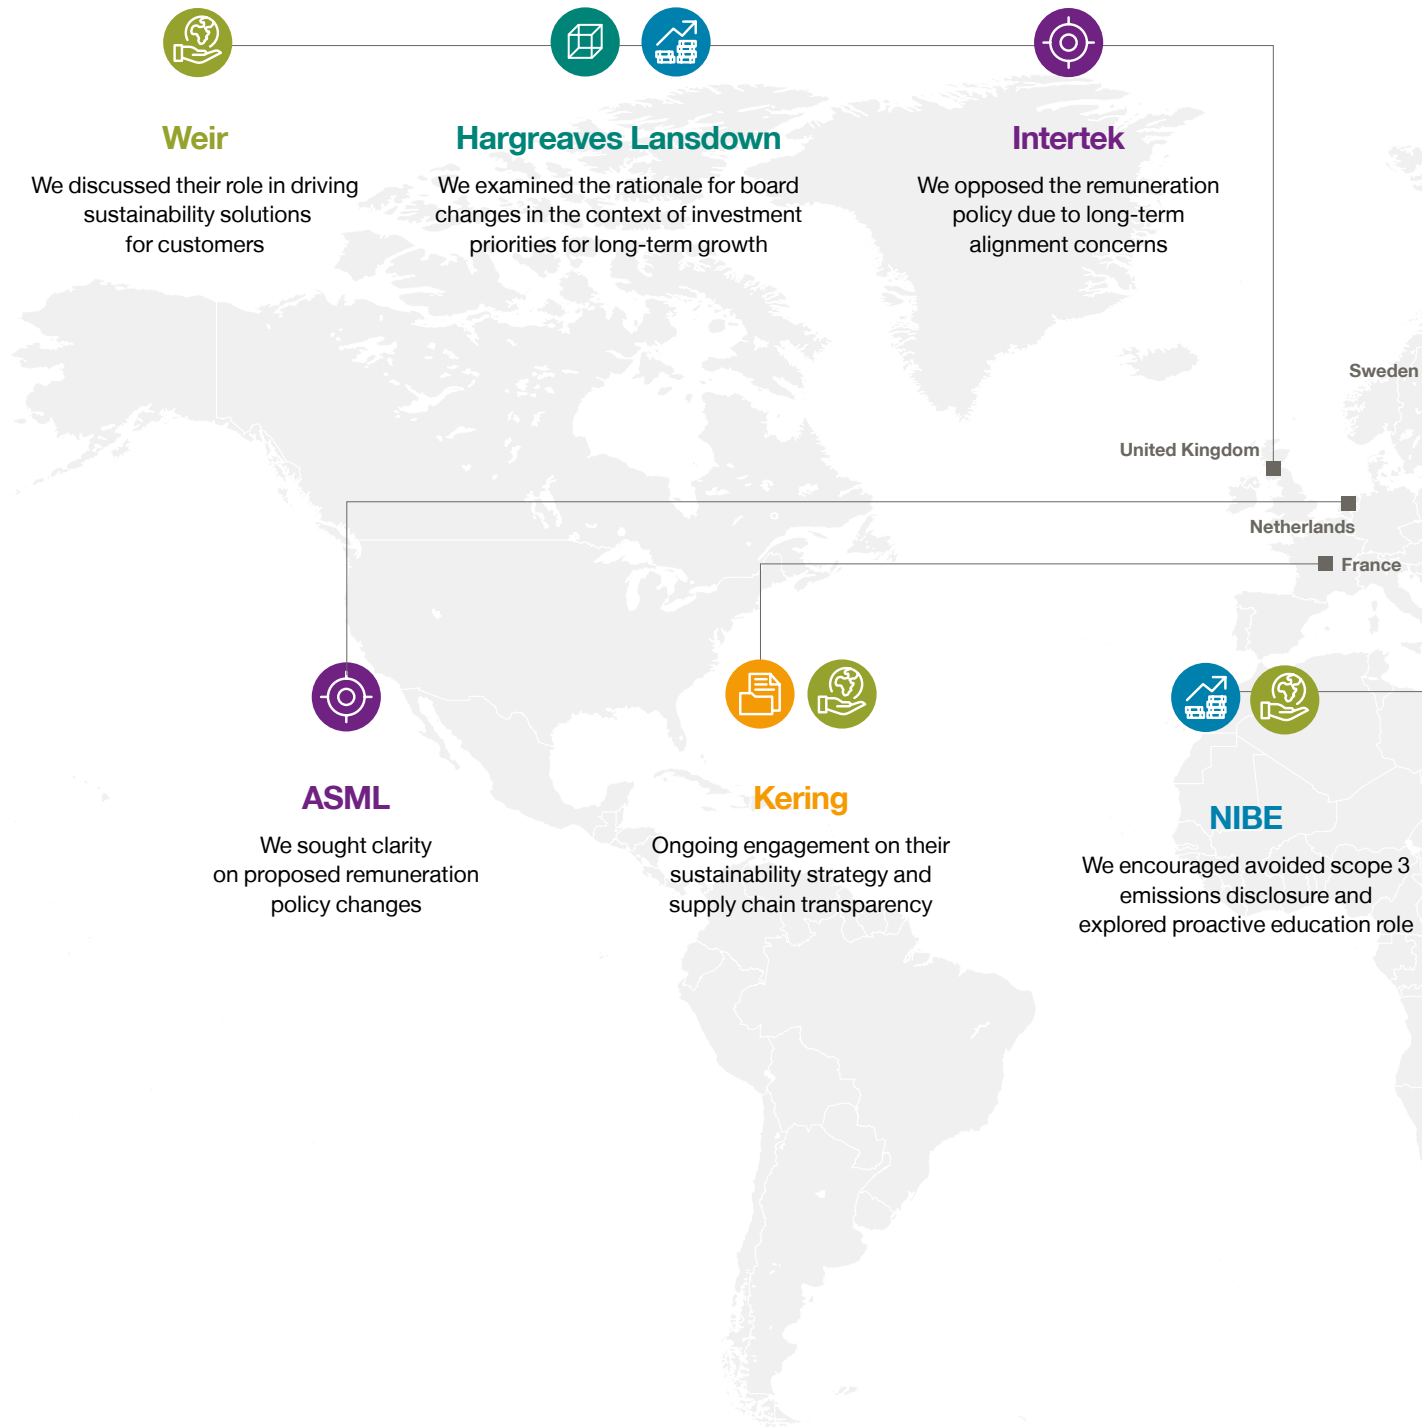 Weir
We discussed their role in driving
sustainability solutions
for customers
Hargreaves Lansdown
We examined the rationale for board
changes in the context of investment
priorities for long-term growth
Intertek
We opposed the remuneration
policy due to long-term
alignment concerns
Sweden
United Kingdom
Netherlands
France
ASML
We sought clarity
on proposed remuneration
policy changes
Kering
Ongoing engagement on their
sustainability strategy and
supply chain transparency
NIBE
We encouraged avoided scope 3
emissions disclosure and
explored proactive education role